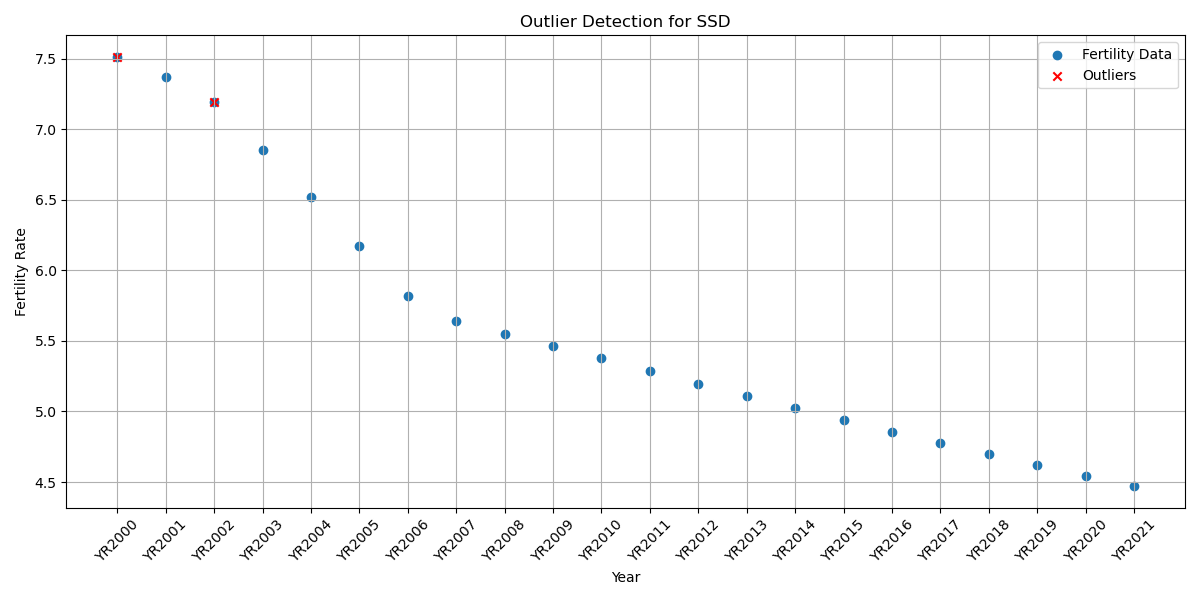 Outlier Detection for SSD
Fertility Data
Outliers
7.5
7.0
6.5
6.0
5.5
5.0
4.5
Fertility Rate
YR2000
YR2001
YR2002
YR2003
YR2004
YR2005
YR2006
YR2007
YR2008
YR2009
YR2010
YR2011
YR2012
YR2013
YR2014
YR2015
YR2016
YR2017
YR2018
YR2019
YR2020
YR2021
Year